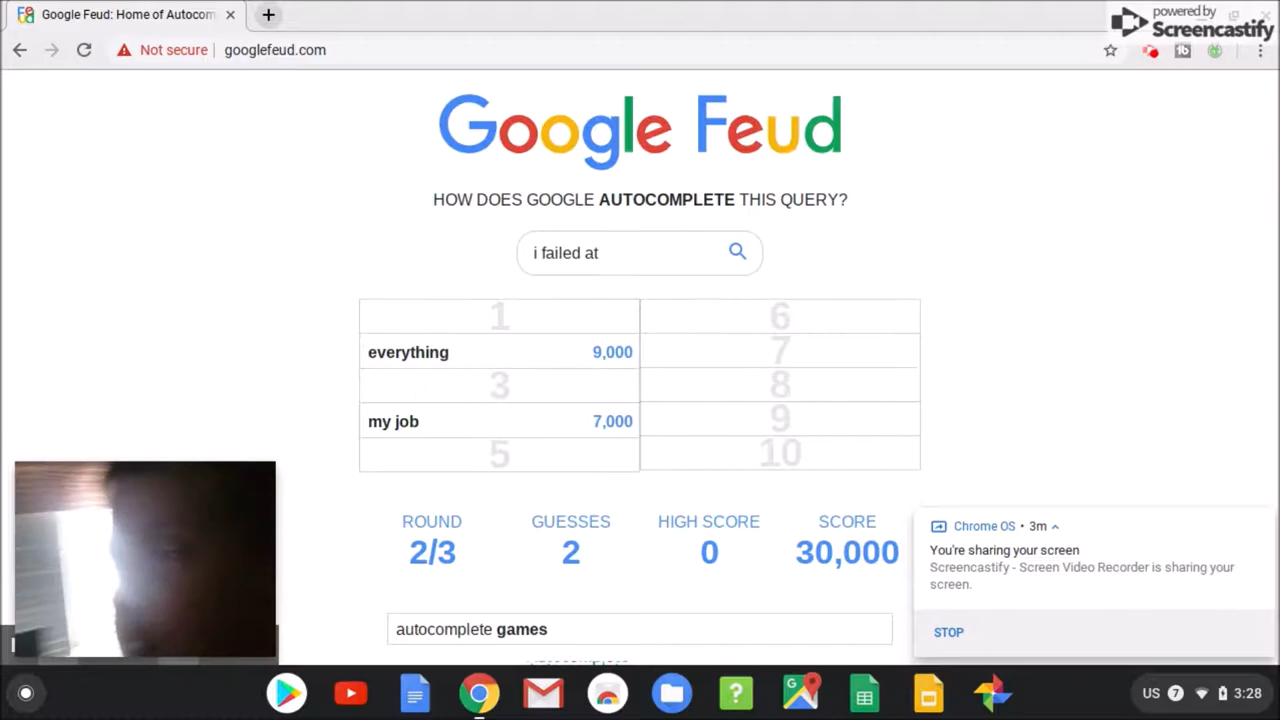 Google Feud: Home of Autocom
powered by
Screencastify
Not secure
googlefeud.com
Google Feud
HOW DOES GOOGLE AUTOCOMPLETE THIS QUERY?
i failed at
1
6
everything 9,000
7
3
8
my job 7,000
9
5
10
ROUND
GUESSES
HIGH SCORE
SCORE
2/3
2
0
30,000
autocomplete games
Chrome OS • 3m
You're sharing your screen
Screencastify - Screen Video Recorder is sharing your
screen.
STOP
US
7
3:28